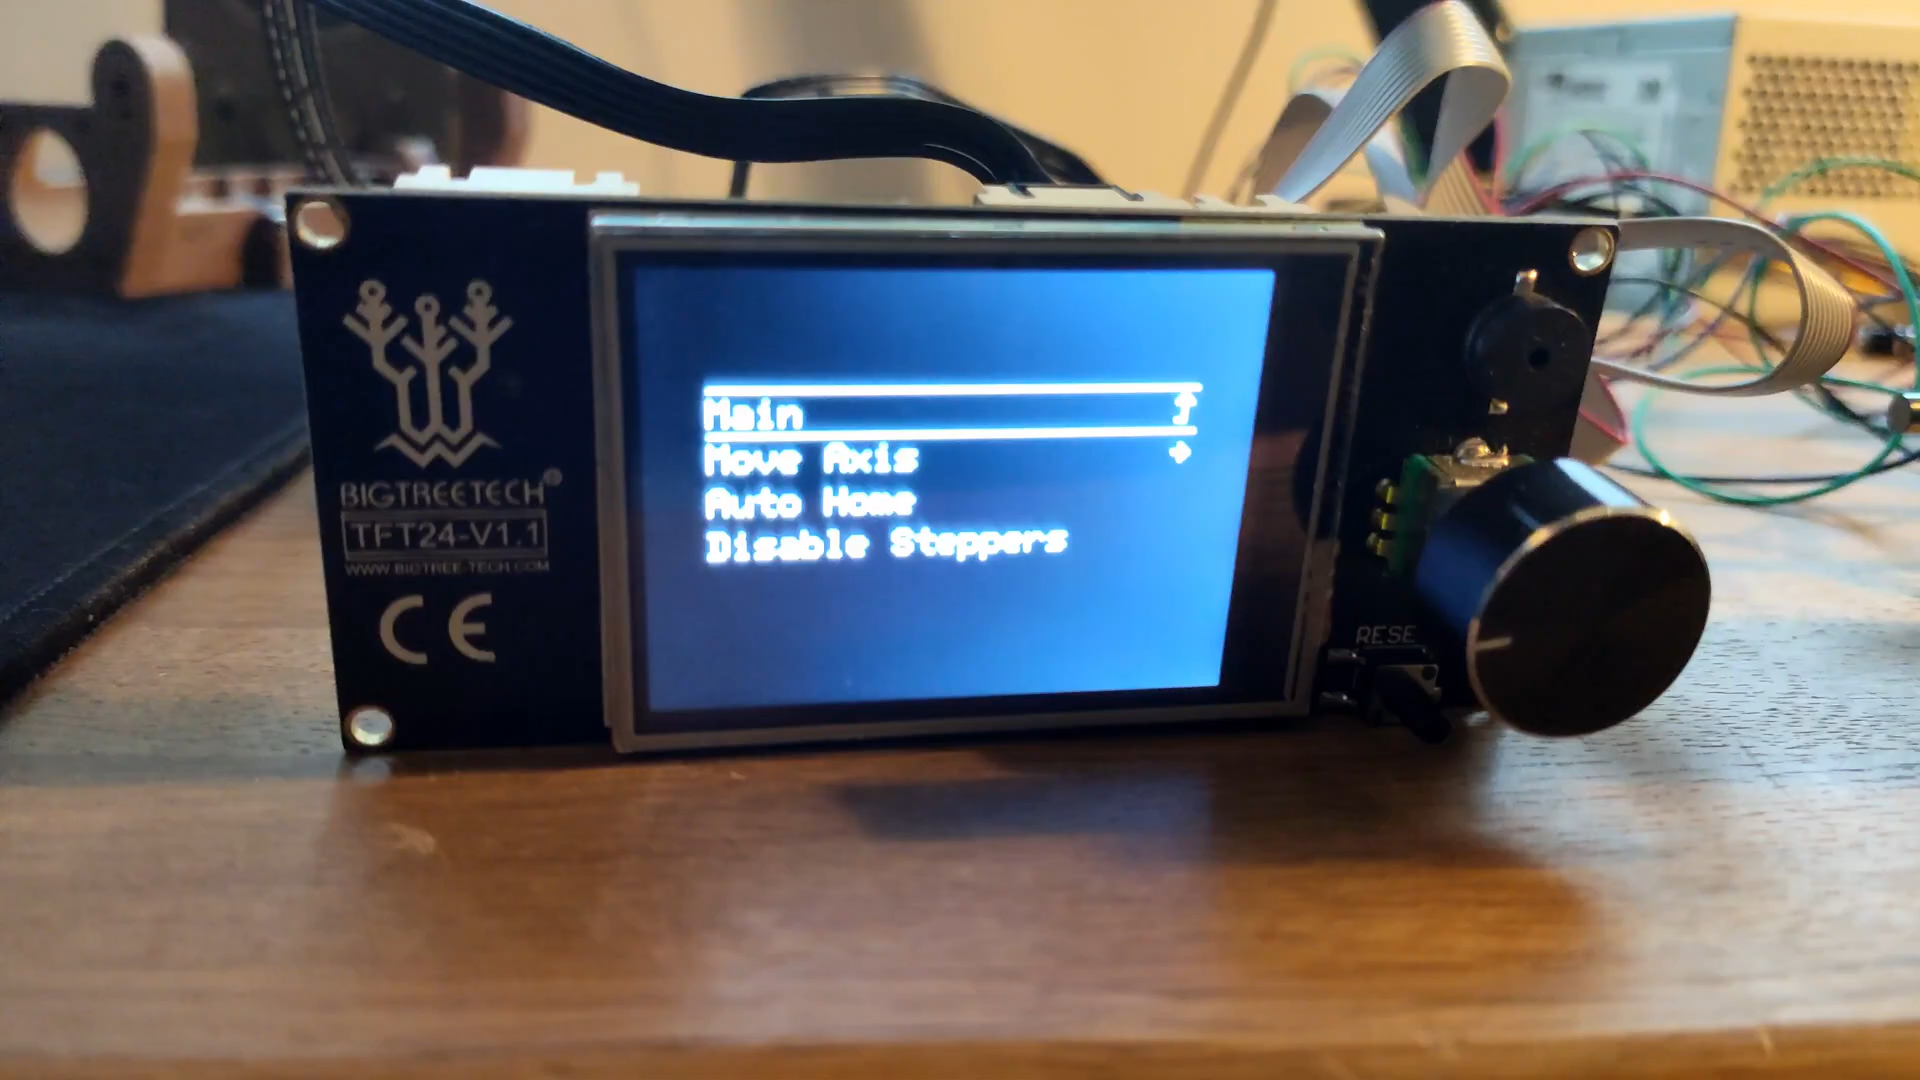 BIGTREETECH®
TFT24-V1.1
WWW.BIGTREE-TECH.COM
CE
Main
Move Axis
Auto Home
Disable Steppers
RESE